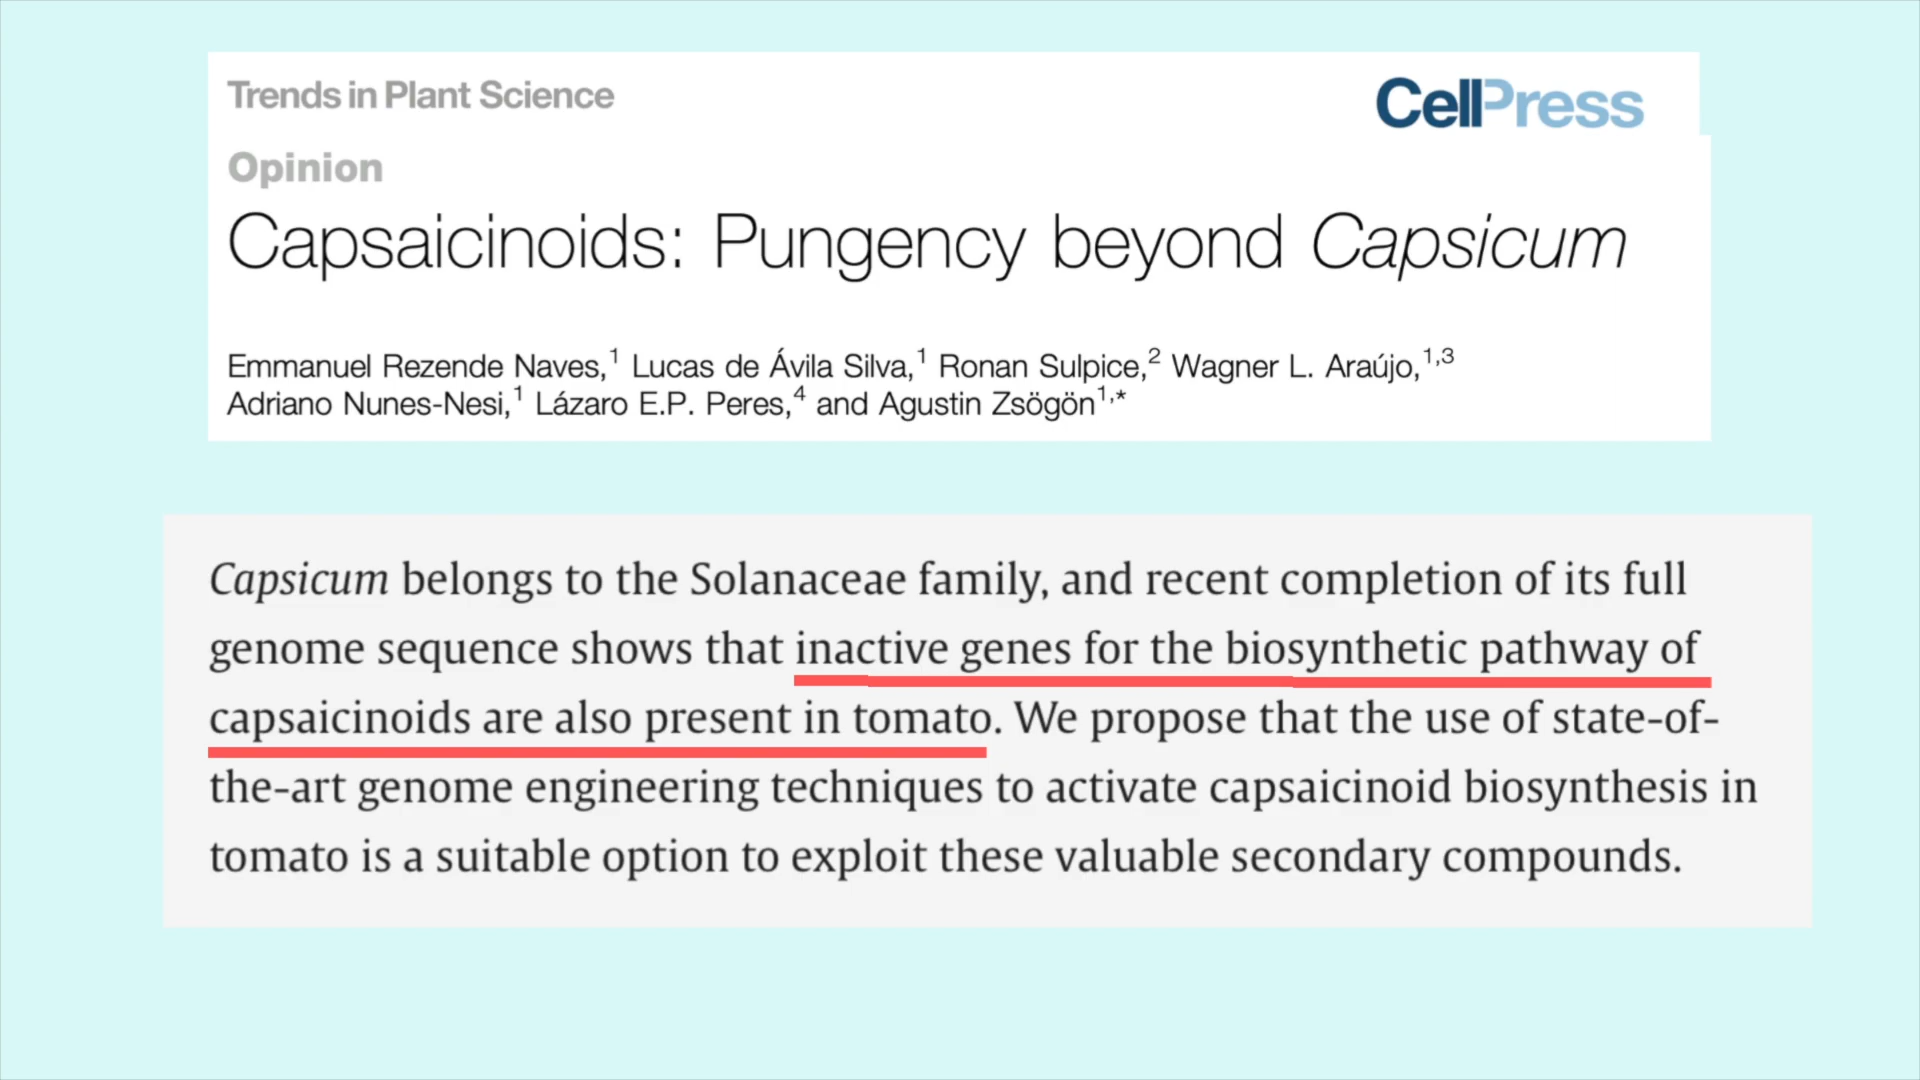 Trends in Plant Science
CellPress
Opinion
Capsaicinoids: Pungency beyond Capsicum
Emmanuel Rezende Naves,1 Lucas de Ávila Silva,1 Ronan Sulpice,2 Wagner L. Araújo,1,3
Adriano Nunes-Nesi,1 Lázaro E.P. Peres,4 and Agustin Zsögön1,*
Capsicum belongs to the Solanaceae family, and recent completion of its full
genome sequence shows that inactive genes for the biosynthetic pathway of
capsaicinoids are also present in tomato. We propose that the use of state-of-
the-art genome engineering techniques to activate capsaicinoid biosynthesis in
tomato is a suitable option to exploit these valuable secondary compounds.